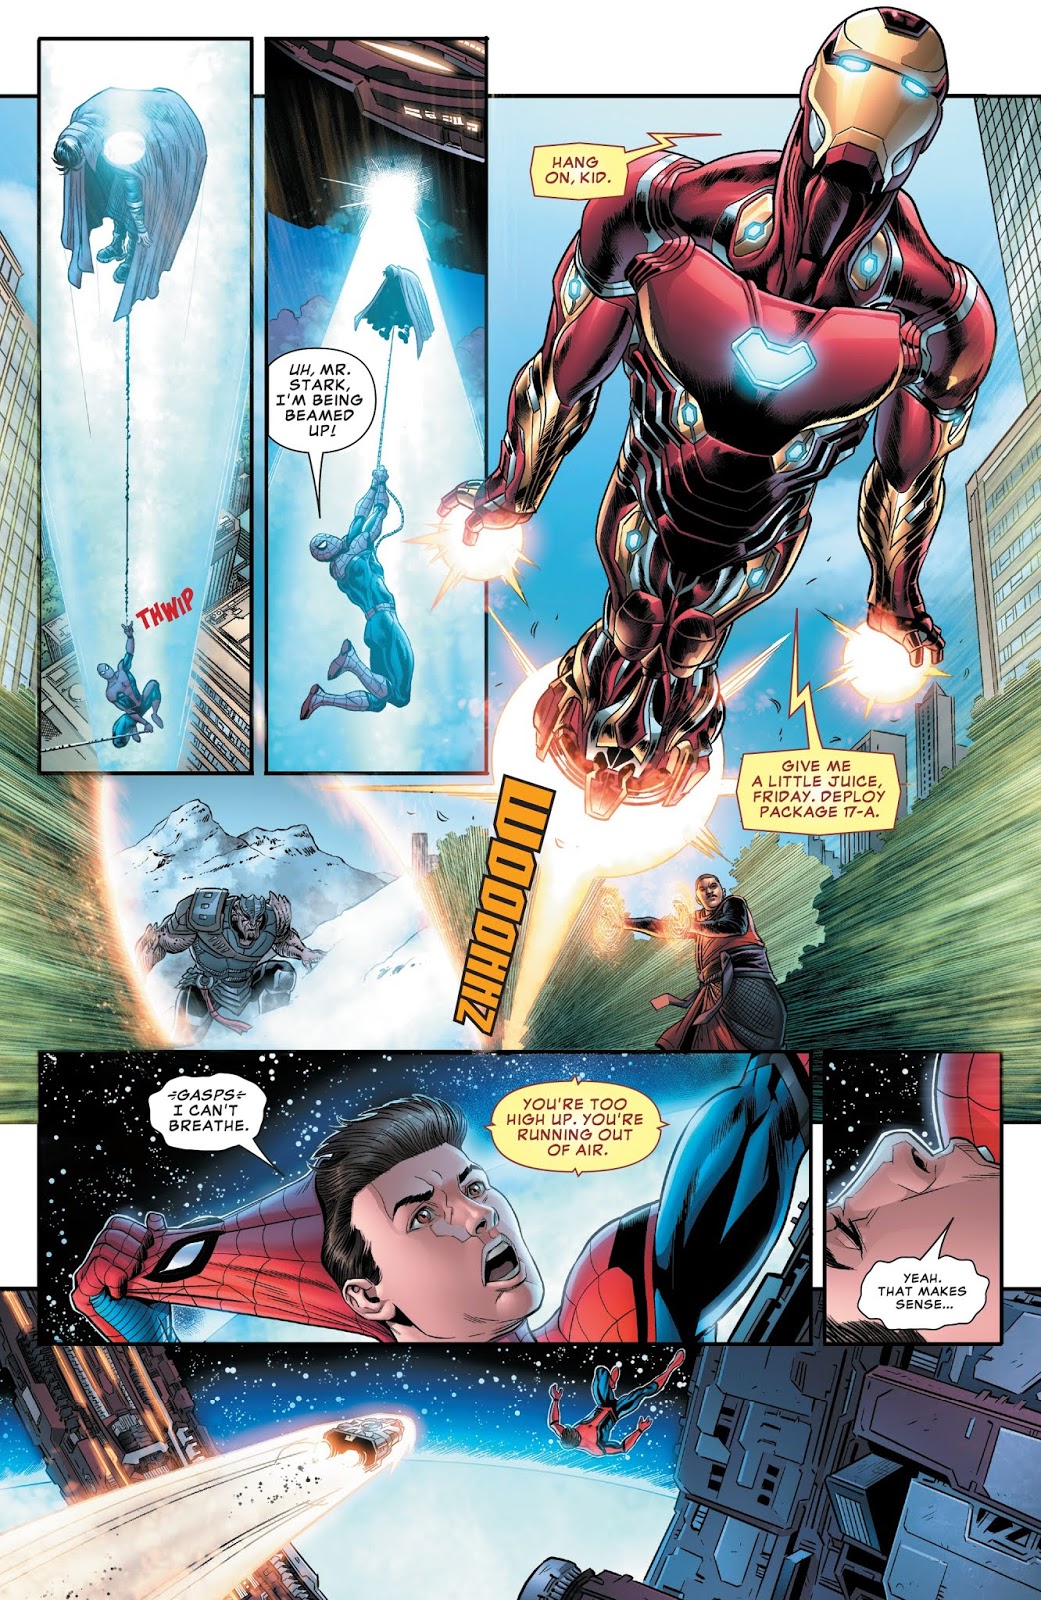 THWIP
UH, MR.
STARK,
I'M BEING
BEAMED
UP!
HANG
ON, KID.
GIVE ME
A LITTLE JUICE,
FRIDAY. DEPLOY
PACKAGE 17-A.
WOOOHHZ
÷GASPS÷
I CAN'T
BREATHE.
YOU'RE TOO
HIGH UP. YOU'RE
RUNNING OUT
OF AIR.
YEAH.
THAT MAKES
SENSE...